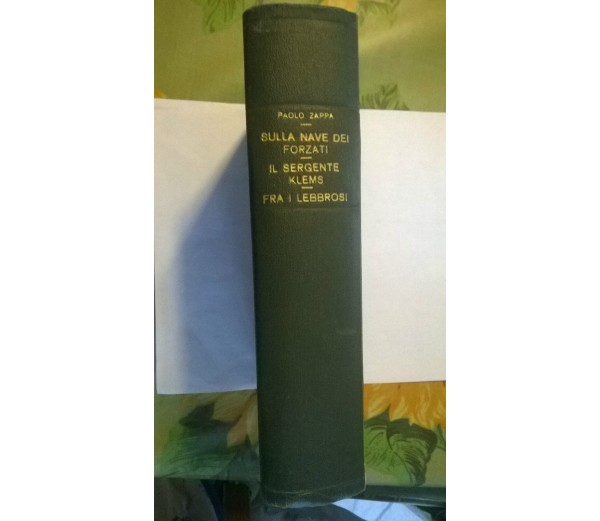 PAOLO ZAPPA
SULLA NAVE DEI
FORZATI
IL SERGENTE
KLEMS
FRA I LEBBROSI